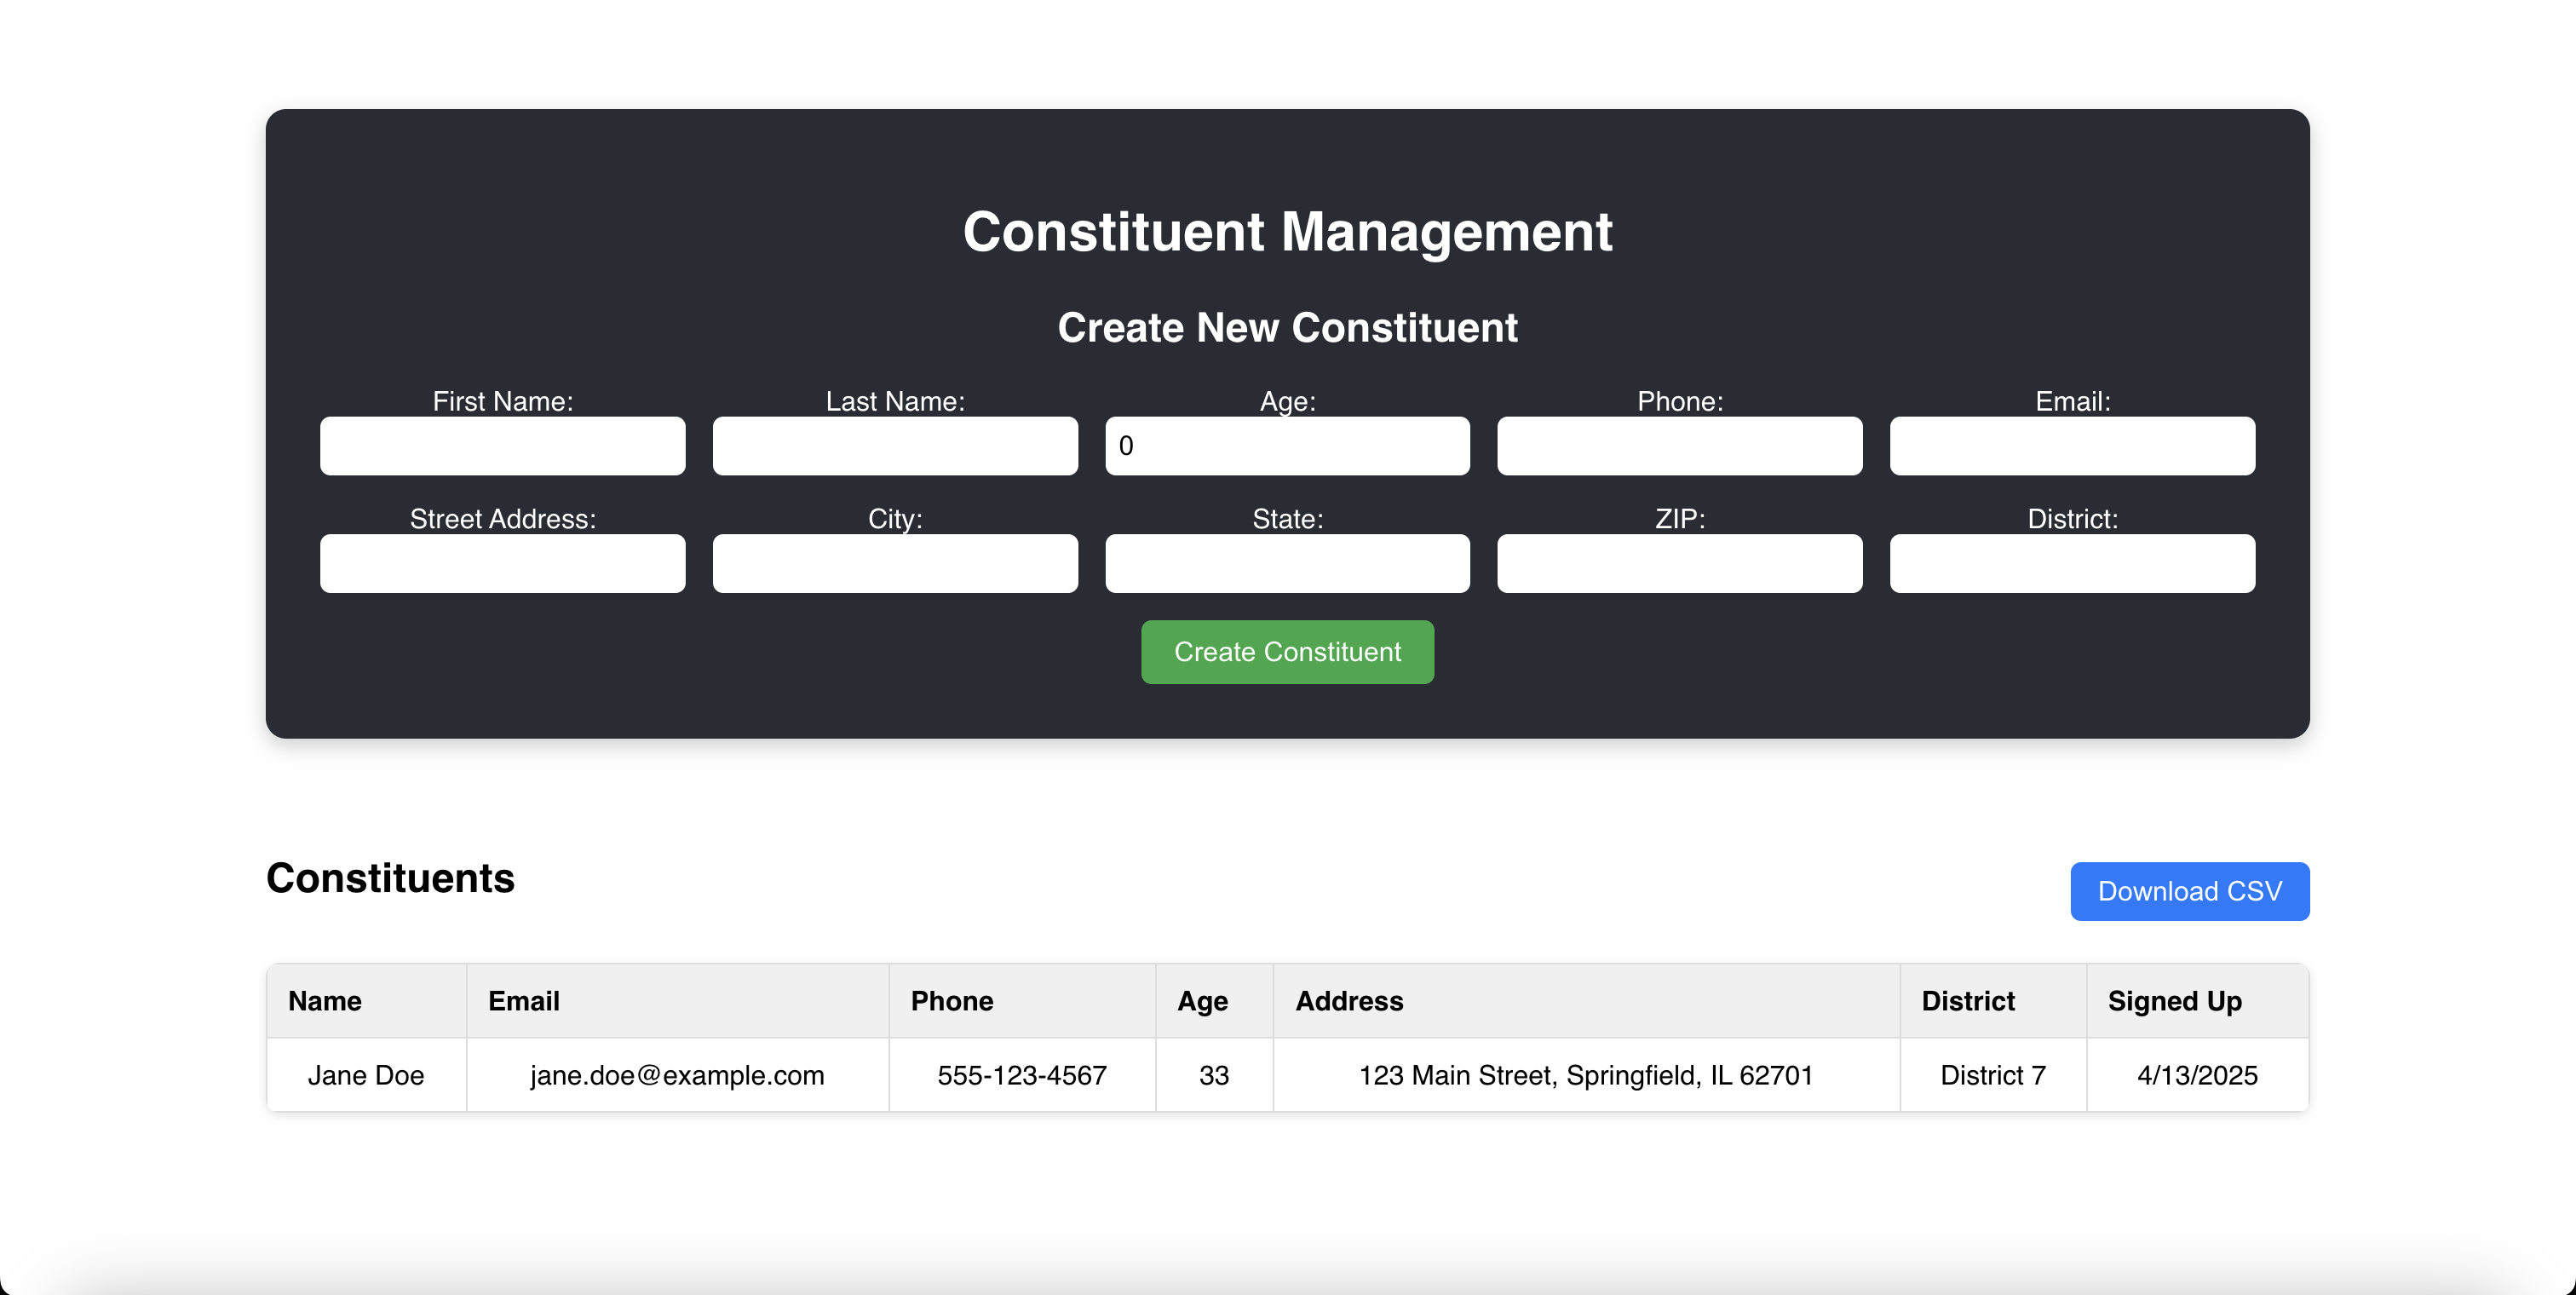 Constituent Management
Create New Constituent
First Name: Last Name: Age: Phone: Email:
0
Street Address: City: State: ZIP: District:
Create Constituent
Constituents Download CSV
Name Email Phone Age Address District Signed Up
Jane Doe jane.doe@example.com 555-123-4567 33 123 Main Street, Springfield, IL 62701 District 7 4/13/2025